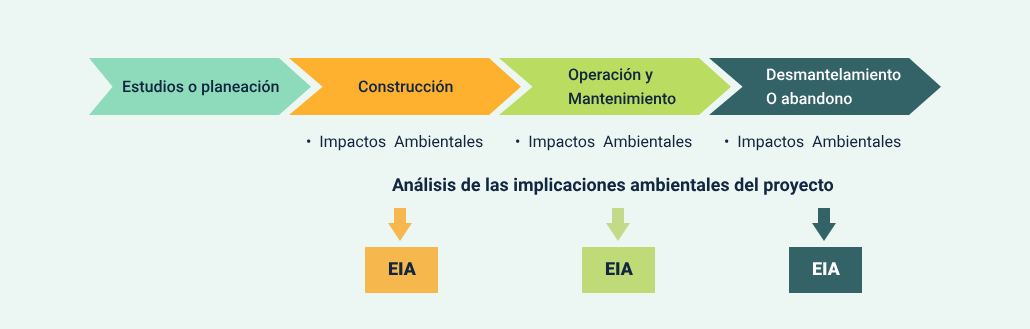 Estudios o planeación
Construcción
Operación y
Mantenimiento
Desmantelamiento
O abandono
• Impactos Ambientales
• Impactos Ambientales
• Impactos Ambientales
Análisis de las implicaciones ambientales del proyecto
EIA
EIA
EIA